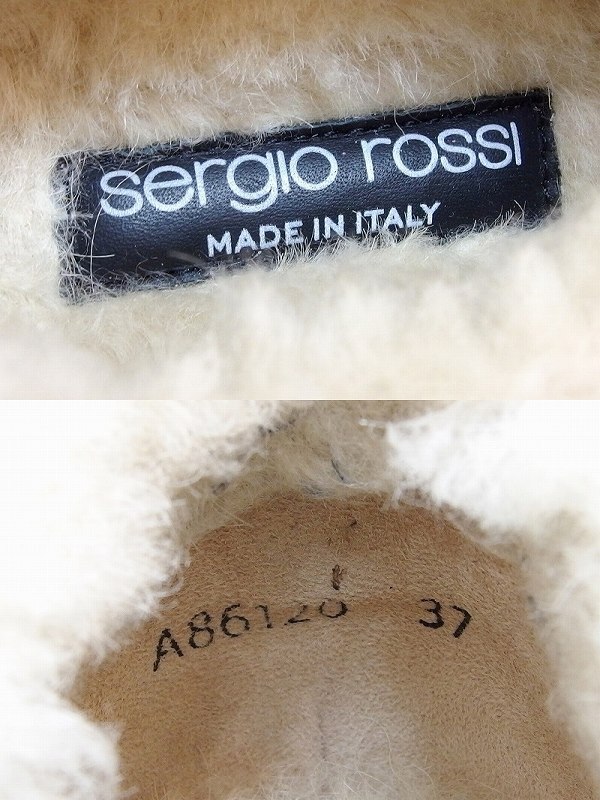 sergio rossi
MADE IN ITALY
A86120 37